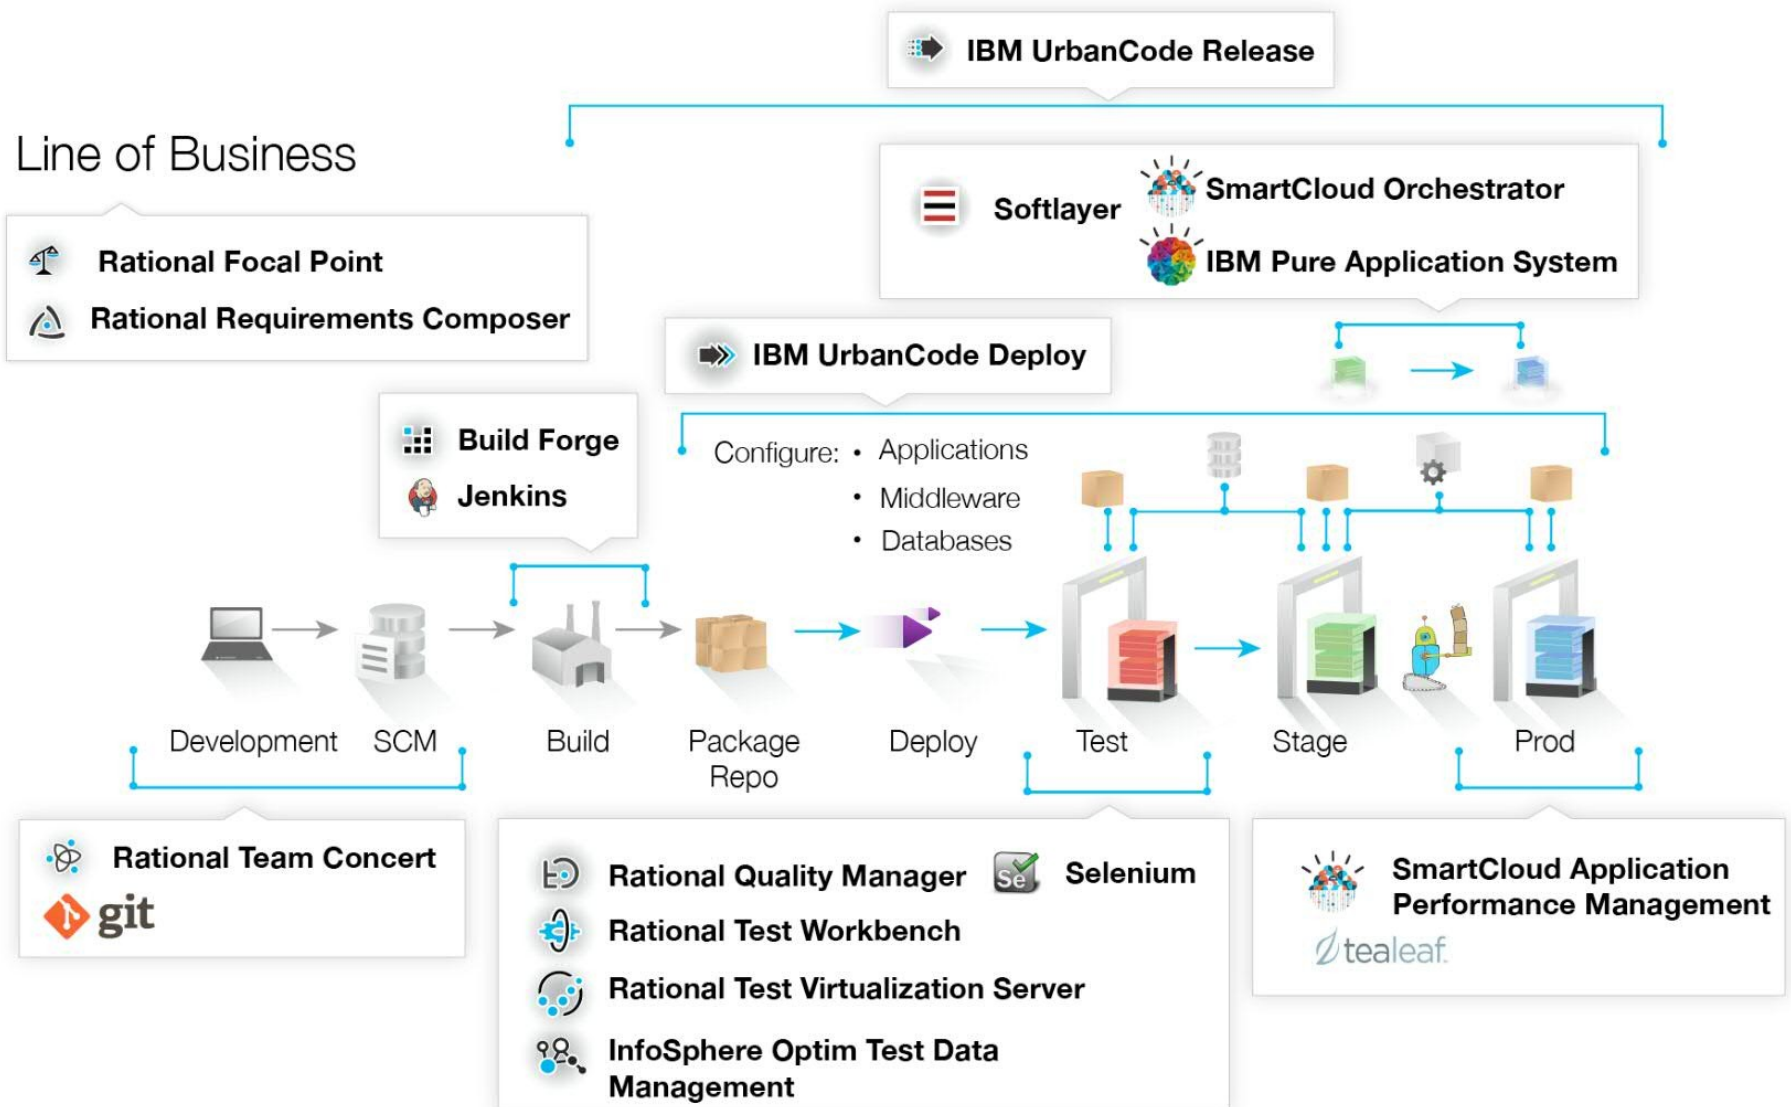 IBM UrbanCode Release
Line of Business
Softlayer
SmartCloud Orchestrator
IBM Pure Application System
Rational Focal Point
Rational Requirements Composer
IBM UrbanCode Deploy
Build Forge
Jenkins
Configure: • Applications
• Middleware
• Databases
Development
SCM
Build
Package
Repo
Deploy
Test
Stage
Prod
Rational Team Concert
git
Rational Quality Manager
Se
Selenium
Rational Test Workbench
Rational Test Virtualization Server
InfoSphere Optim Test Data
Management
SmartCloud Application
Performance Management
tealeaf